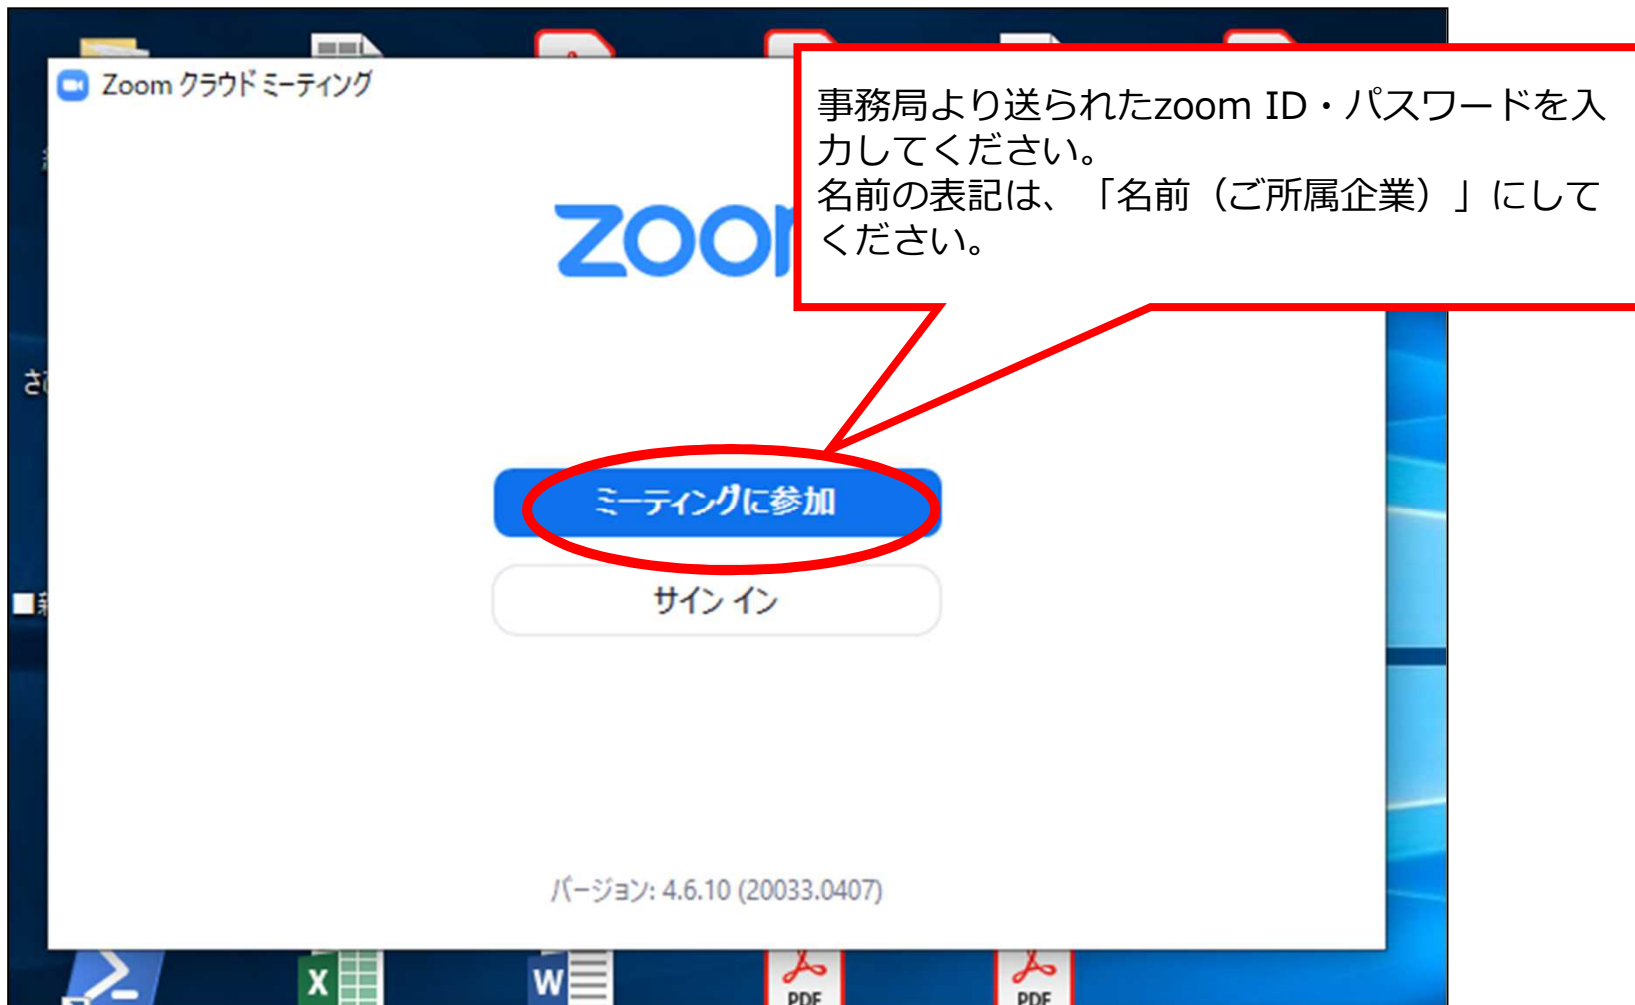 Zoom クラウド ミーティング
事務局より送られたzoom ID・パスワードを入
力してください。
名前の表記は、「名前（ご所属企業）」にして
ください。
zoo
ミーティングに参加
サイン イン
バージョン: 4.6.10 (20033.0407)
X
W
PDF
PDF